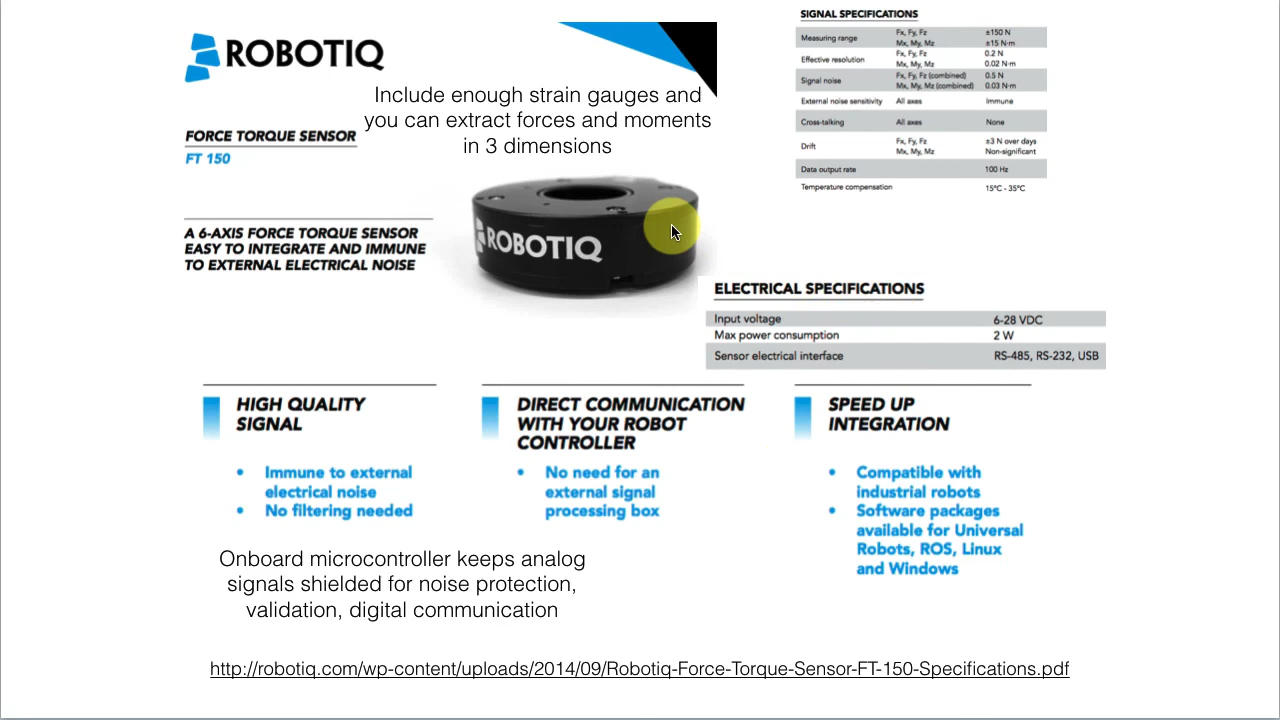 ROBOTIQ
Include enough strain gauges and
you can extract forces and moments
in 3 dimensions
FORCE TORQUE SENSOR
FT 150
A 6-AXIS FORCE TORQUE SENSOR
EASY TO INTEGRATE AND IMMUNE
TO EXTERNAL ELECTRICAL NOISE
ROBOTIQ
SIGNAL SPECIFICATIONS
Measuring range Fx, Fy, Fz ±150 N
Mx, My, Mz ±15 N·m
Effective resolution Fx, Fy, Fz 0.2 N
Mx, My, Mz 0.02 N·m
Signal noise Fx, Fy, Fz (combined) 0.5 N
Mx, My, Mz (combined) 0.03 N·m
External noise sensitivity All axes Immune
Cross-talking All axes None
Drift Fx, Fy, Fz ±3 N over days
Mx, My, Mz Non-significant
Data output rate 100 Hz
Temperature compensation 15°C - 35°C
ELECTRICAL SPECIFICATIONS
Input voltage 6-28 VDC
Max power consumption 2 W
Sensor electrical interface RS-485, RS-232, USB
HIGH QUALITY
SIGNAL
• Immune to external
electrical noise
• No filtering needed
DIRECT COMMUNICATION
WITH YOUR ROBOT
CONTROLLER
• No need for an
external signal
processing box
SPEED UP
INTEGRATION
• Compatible with
industrial robots
• Software packages
available for Universal
Robots, ROS, Linux
and Windows
Onboard microcontroller keeps analog
signals shielded for noise protection,
validation, digital communication
http://robotiq.com/wp-content/uploads/2014/09/Robotiq-Force-Torque-Sensor-FT-150-Specifications.pdf